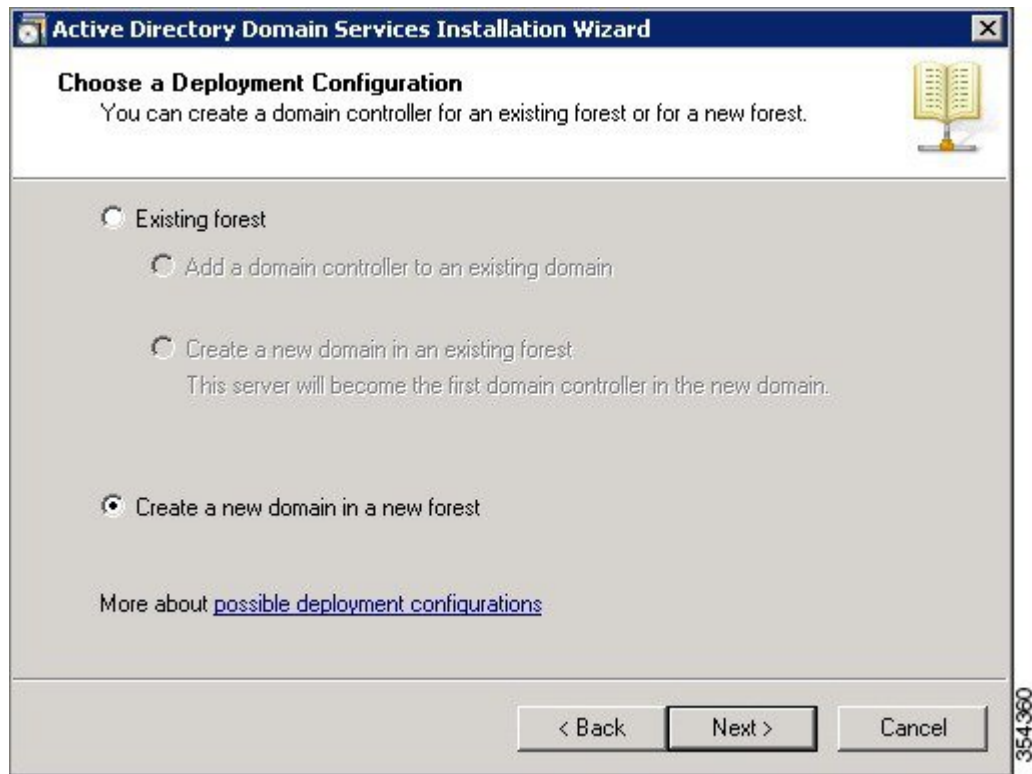 Active Directory Domain Services Installation Wizard
Choose a Deployment Configuration
You can create a domain controller for an existing forest or for a new forest.
Existing forest
Add a domain controller to an existing domain
Create a new domain in an existing forest
This server will become the first domain controller in the new domain.
Create a new domain in a new forest
More about possible deployment configurations
< Back
Next >
Cancel
354360